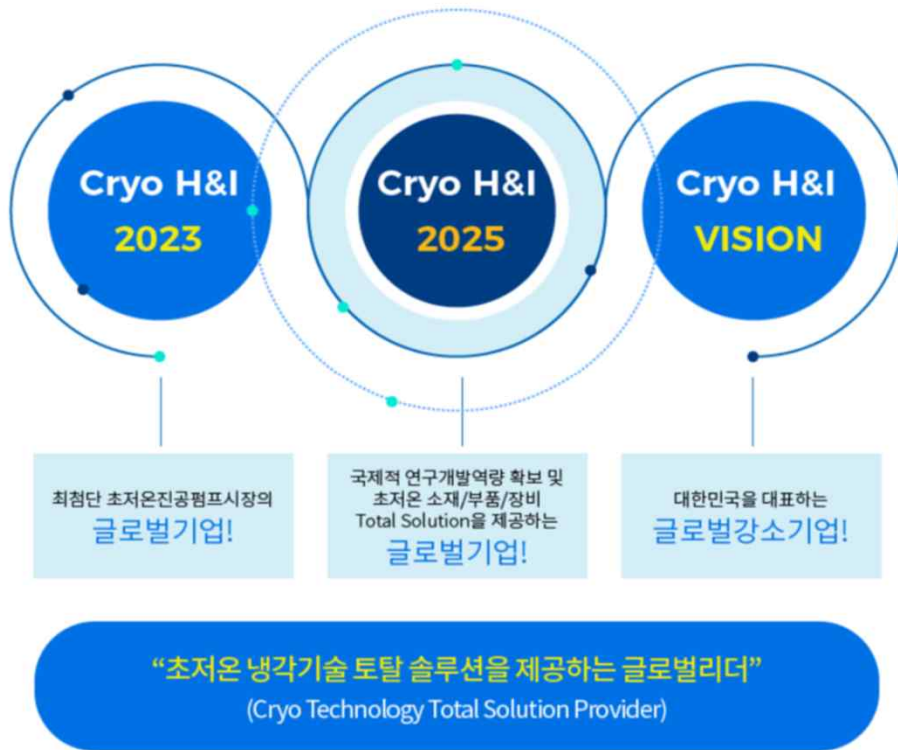 Cryo H&I
2023
Cryo H&I
2025
Cryo H&I
VISION
최첨단 초저온진공펌프시장의
글로벌기업!
국제적 연구개발역량 확보 및
초저온 소재/부품/장비
Total Solution을 제공하는
글로벌기업!
대한민국을 대표하는
글로벌강소기업!
“초저온 냉각기술 토탈 솔루션을 제공하는 글로벌리더”
(Cryo Technology Total Solution Provider)